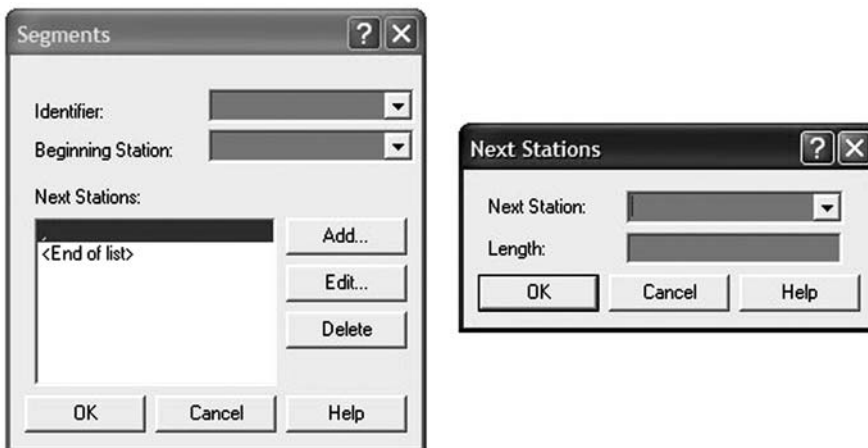 Segments
Identifier:
Beginning Station:
Next Stations:
,
<End of list>
Add...
Edit...
Delete
OK Cancel Help
Next Stations
Next Station:
Length:
OK Cancel Help